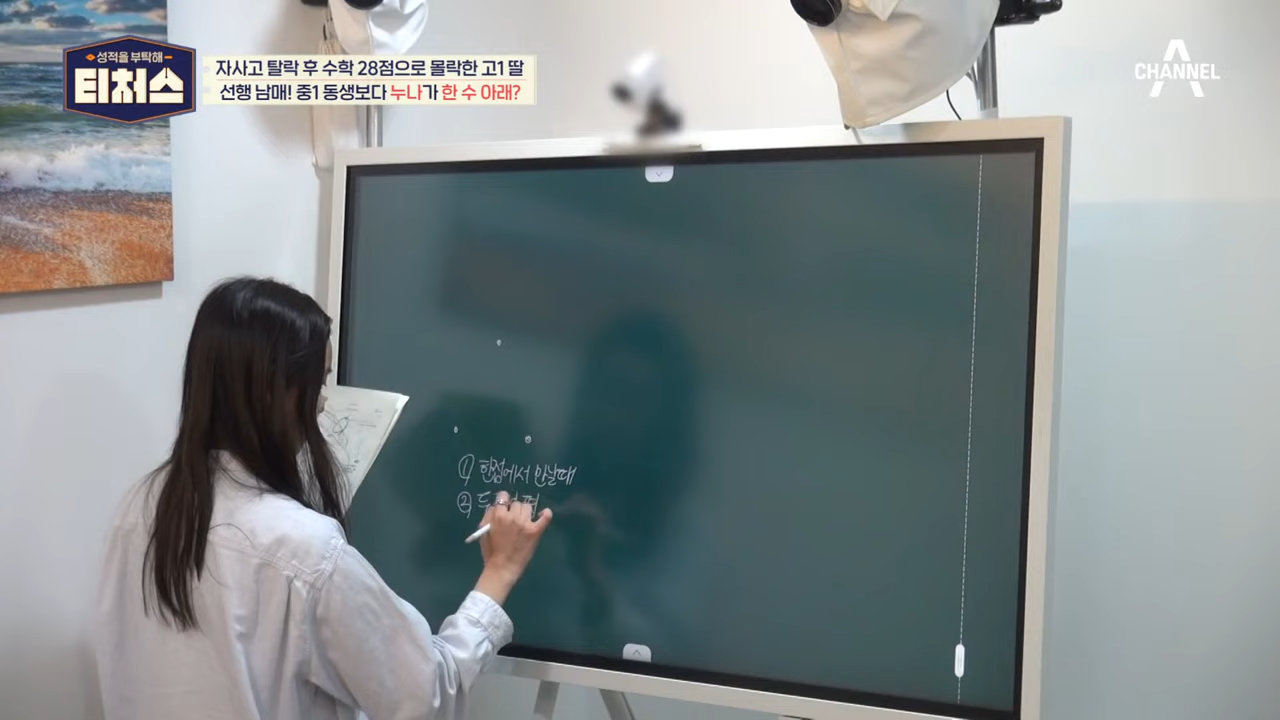 성적을 부탁해
티처스
자사고 탈락 후 수학 28점으로 몰락한 고1 딸
선행 남매! 중1 동생보다 누나가 한 수 아래?
A
CHANNEL
① 한점에서 만날때
② 두